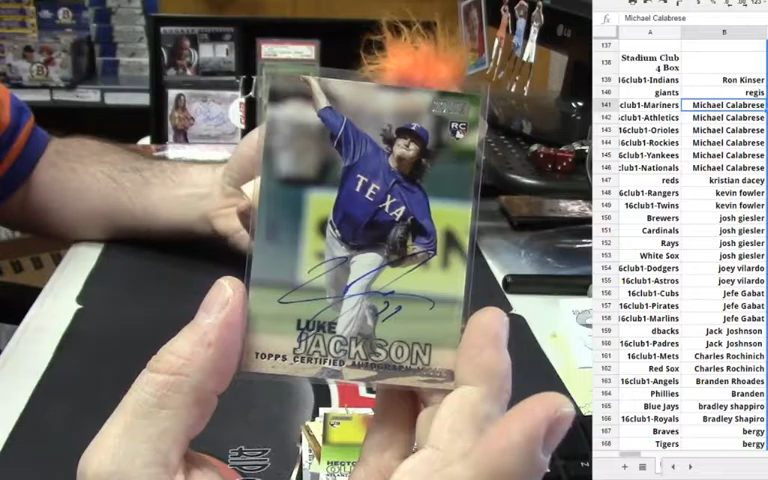 Michael Calabrese
A
B
137
138 Stadium Club
4 Box
139 16club1-Indians Ron Kinser
140 giants regis
141 club1-Mariners Michael Calabrese
142 club1-Athletics Michael Calabrese
143 16club1-Orioles Michael Calabrese
144 16club1-Rockies Michael Calabrese
145 16club1-Yankees Michael Calabrese
146 club1-Nationals Michael Calabrese
147 reds kristian dacey
148 16club1-Rangers kevin fowler
149 16club1-Twins kevin fowler
150 Brewers josh giesler
151 Cardinals josh giesler
152 Rays josh giesler
153 White Sox josh giesler
154 16club1-Dodgers joey vilardo
155 16club1-Astros joey vilardo
156 16club1-Cubs Jefe Gabat
157 16club1-Pirates Jefe Gabat
158 16club1-Marlins Jefe Gabat
159 dbacks Jack Joshnson
160 16club1-Padres Jack Joshnson
161 16club1-Mets Charles Rochinich
162 Red Sox Charles Rochinich
163 16club1-Angels Branden Rhoades
164 Phillies Branden
165 Blue Jays bradley shappiro
166 16club1-Royals Bradley Shapiro
167 Braves bergy
168 Tigers bergy
RC
TEXA
LUKE
JACKSON
TOPPS CERTIFIED AUTOGRAPH
HECTOR